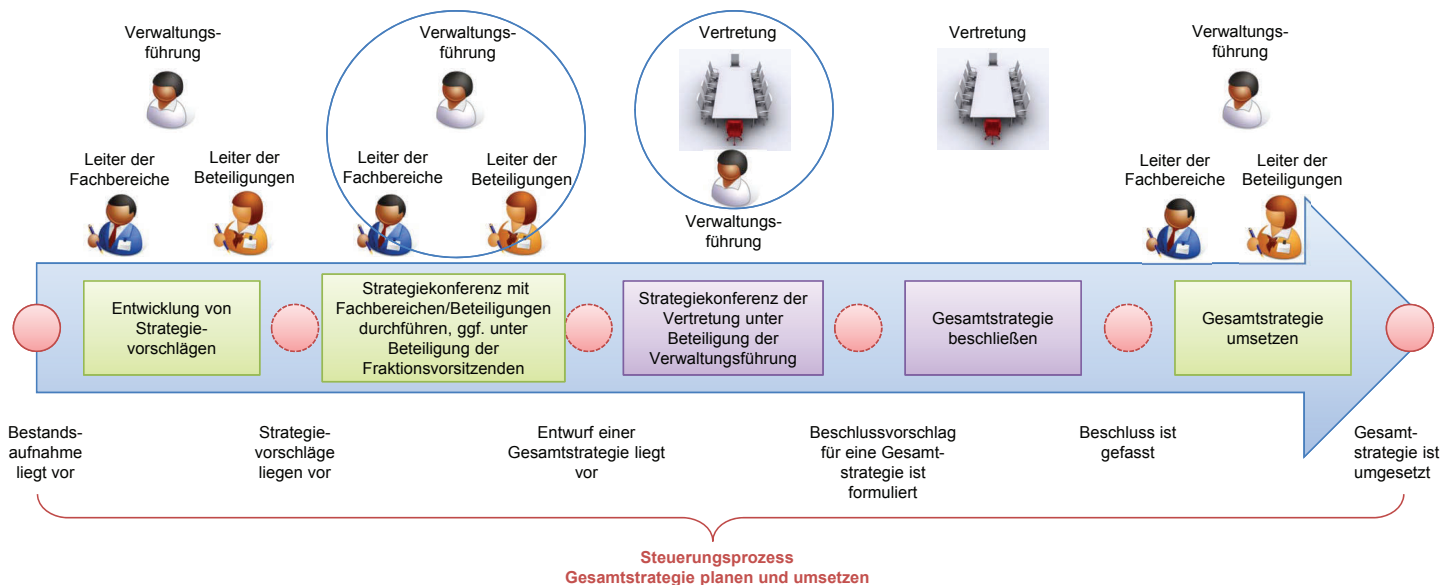 Verwaltungs-
führung
Leiter der
Fachbereiche
Leiter der
Beteiligungen
Verwaltungs-
führung
Leiter der
Fachbereiche
Leiter der
Beteiligungen
Vertretung
Verwaltungs-
führung
Vertretung
Verwaltungs-
führung
Leiter der
Fachbereiche
Leiter der
Beteiligungen
Entwicklung von
Strategie-
vorschlägen
Strategiekonferenz mit
Fachbereichen/Beteiligungen
durchführen, ggf. unter
Beteiligung der
Fraktionsvorsitzenden
Strategiekonferenz der
Vertretung unter
Beteiligung der
Verwaltungsführung
Gesamtstrategie
beschließen
Gesamtstrategie
umsetzen
Bestands-
aufnahme
liegt vor
Strategie-
vorschläge
liegen vor
Entwurf einer
Gesamtstrategie liegt
vor
Beschlussvorschlag
für eine Gesamt-
strategie ist
formuliert
Beschluss ist
gefasst
Gesamt-
strategie ist
umgesetzt
Steuerungsprozess
Gesamtstrategie planen und umsetzen